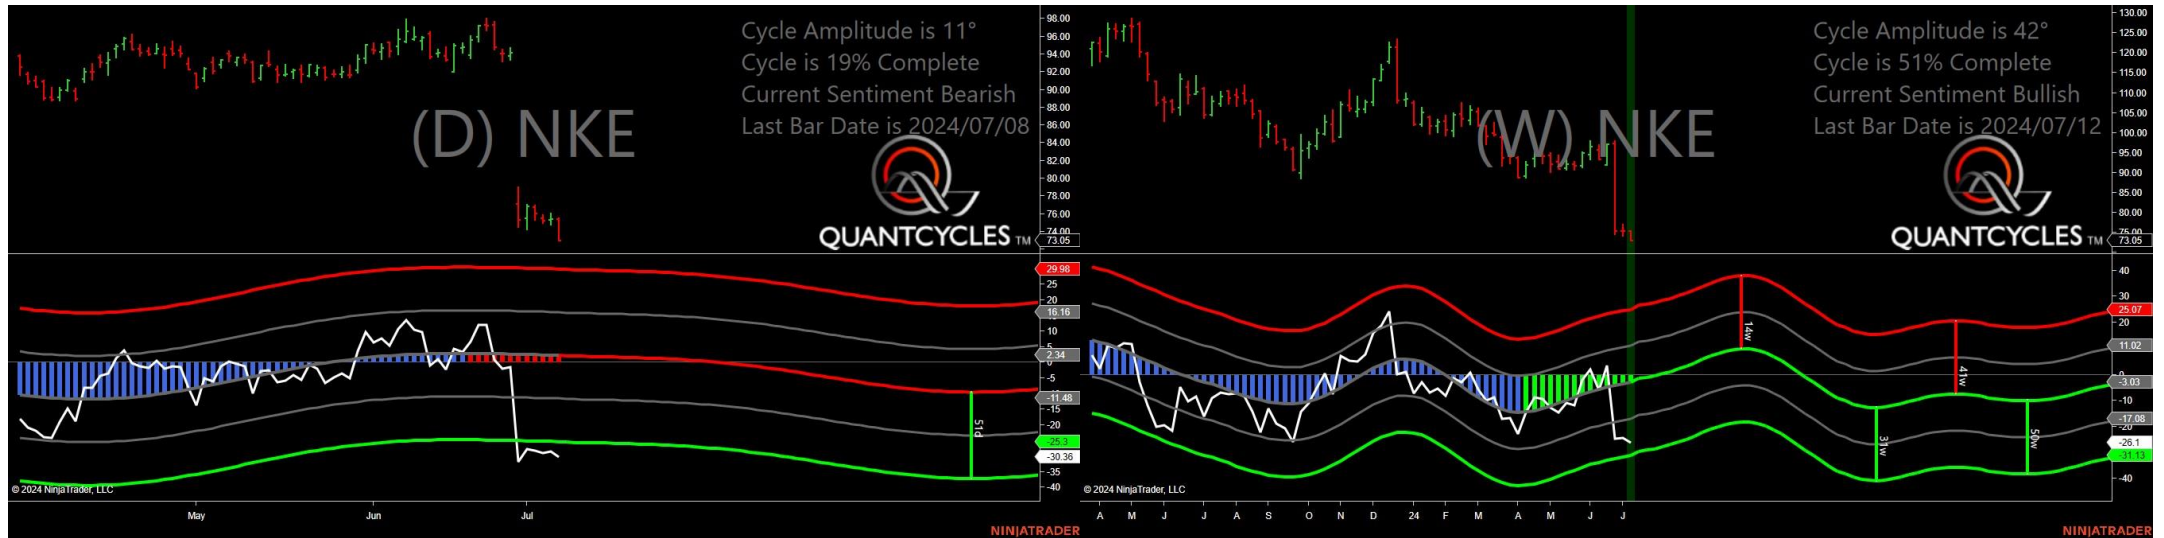 Cycle Amplitude is 11°
Cycle is 19% Complete
Current Sentiment Bearish
Last Bar Date is 2024/07/08
(D) NKE
QUANTCYCLES TM
98.00
96.00
94.00
92.00
90.00
88.00
86.00
84.00
82.00
80.00
78.00
76.00
74.00
73.05
29.98
25
20
16.16
10
5
2.34
-5
-11.48
-15
-20
-25.3
-30.36
-35
-40
© 2024 NinjaTrader, LLC
51d
May Jun Jul
NINJATRADER
Cycle Amplitude is 42°
Cycle is 51% Complete
Current Sentiment Bullish
Last Bar Date is 2024/07/12
(W) NKE
QUANTCYCLES TM
130.00
125.00
120.00
115.00
110.00
105.00
100.00
95.00
90.00
85.00
80.00
75.00
73.05
40
30
25.07
20
11.02
0
-3.03
-10
-17.08
-20
-26.1
-31.13
-40
14w
31w
41w
50w
© 2024 NinjaTrader, LLC
A M J J A S O N D 24 F M A M J J
NINJATRADER